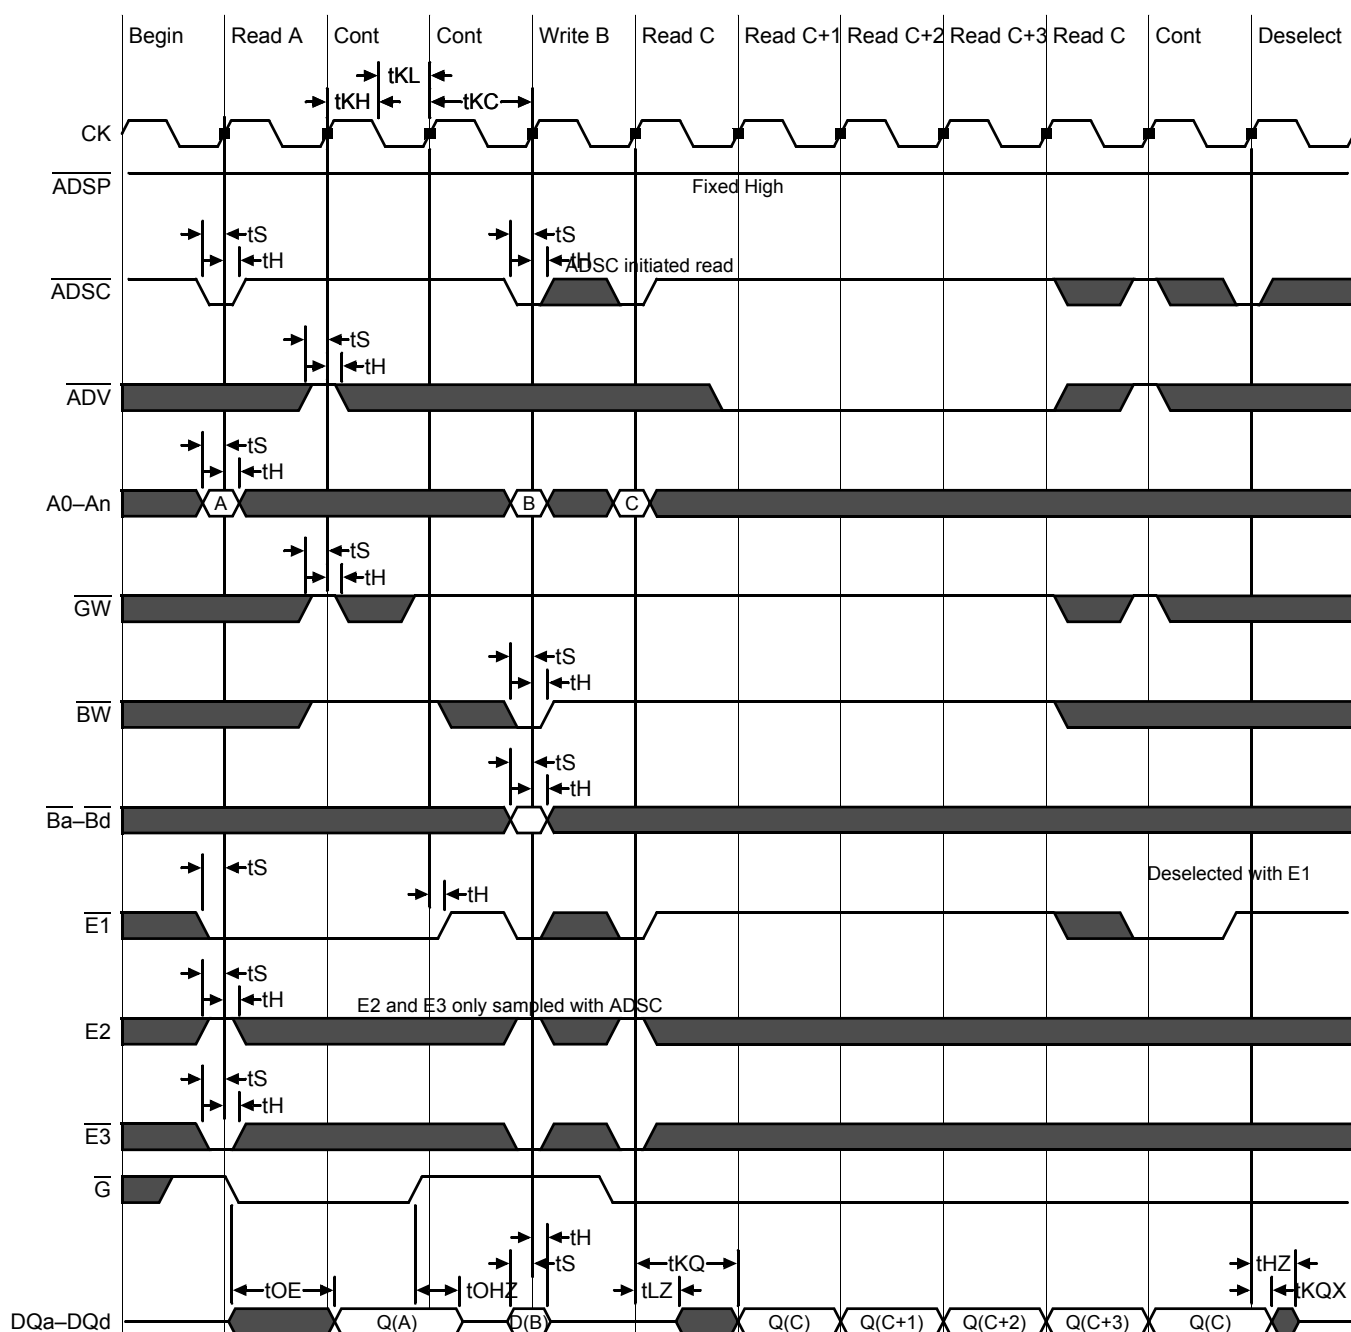 Begin Read A Cont Cont Write B Read C Read C+1 Read C+2 Read C+3 Read C Cont Deselect
tKL
tKH tKC
CK
ADSP
Fixed High
tS tS
tH tH
ADSC initiated read
ADSC
tS
tH
ADV
tS
tH
A0–An A B C
tS
tH
GW
tS
tH
BW
tS
tH
Ba–Bd
tS
Deselected with E1
tH
E1
tS
tH
E2 and E3 only sampled with ADSC
E2
tS
tH
E3
G
tH
tS tKQ tHZ
tOE tOHZ tLZ tKQX
DQa–DQd Q(A) D(B) Q(C) Q(C+1) Q(C+2) Q(C+3) Q(C)